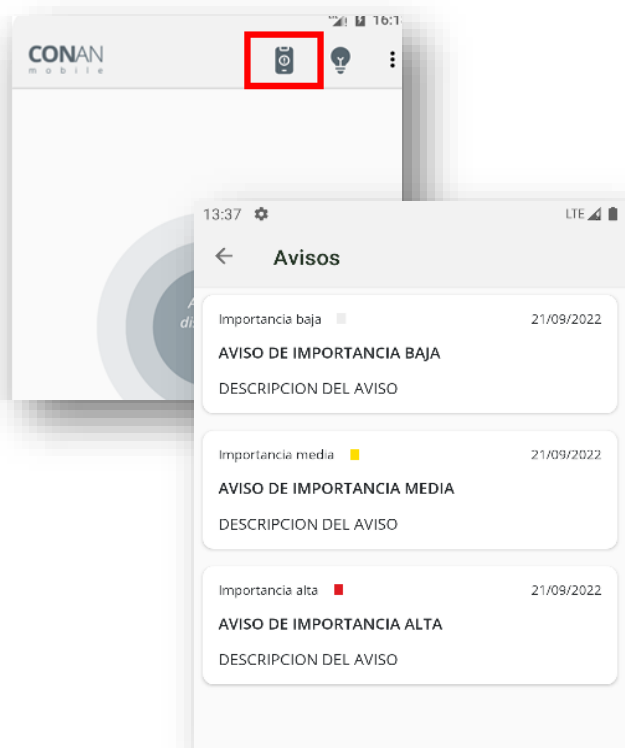 16:1
CONAN
mobile
13:37
LTE
Avisos
Importancia baja 21/09/2022
AVISO DE IMPORTANCIA BAJA
DESCRIPCION DEL AVISO
Importancia media 21/09/2022
AVISO DE IMPORTANCIA MEDIA
DESCRIPCION DEL AVISO
Importancia alta 21/09/2022
AVISO DE IMPORTANCIA ALTA
DESCRIPCION DEL AVISO